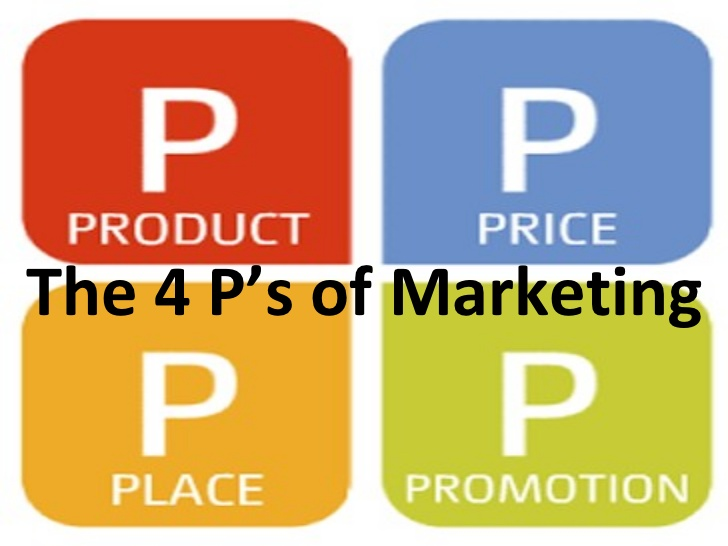 P P
PRODUCT PRICE
The 4 P’s of Marketing
P P
PLACE PROMOTION